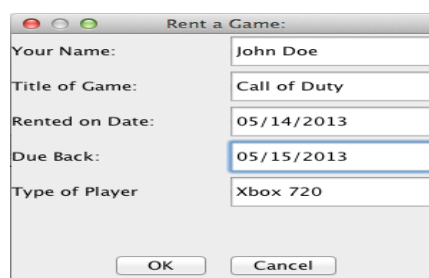 Rent a Game:
Your Name: John Doe
Title of Game: Call of Duty
Rented on Date: 05/14/2013
Due Back: 05/15/2013
Type of Player Xbox 720
OK Cancel